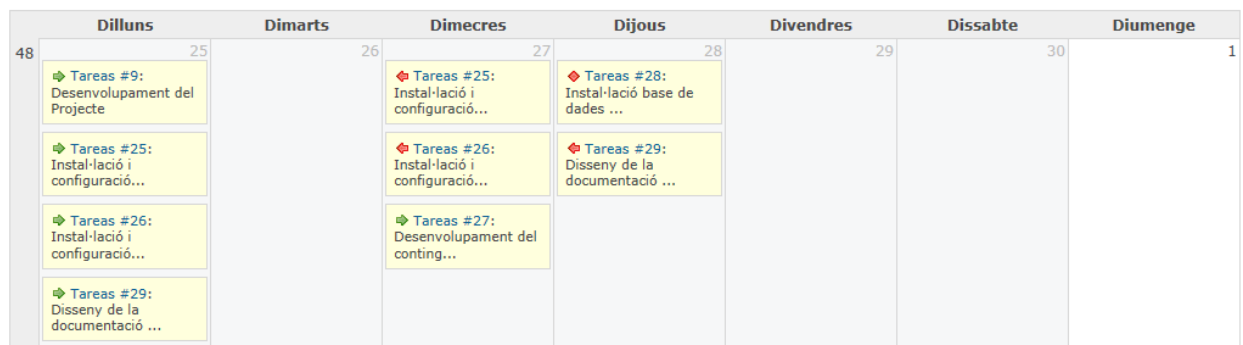 Dilluns Dimarts Dimecres Dijous Divendres Dissabte Diumenge
48 25 26 27 28 29 30 1
Tareas #9:
Desenvolupament del
Projecte
Tareas #25:
Instal·lació i
configuració...
Tareas #26:
Instal·lació i
configuració...
Tareas #29:
Disseny de la
documentació ...
Tareas #25:
Instal·lació i
configuració...
Tareas #26:
Instal·lació i
configuració...
Tareas #27:
Desenvolupament del
conting...
Tareas #28:
Instal·lació base de
dades ...
Tareas #29:
Disseny de la
documentació ...